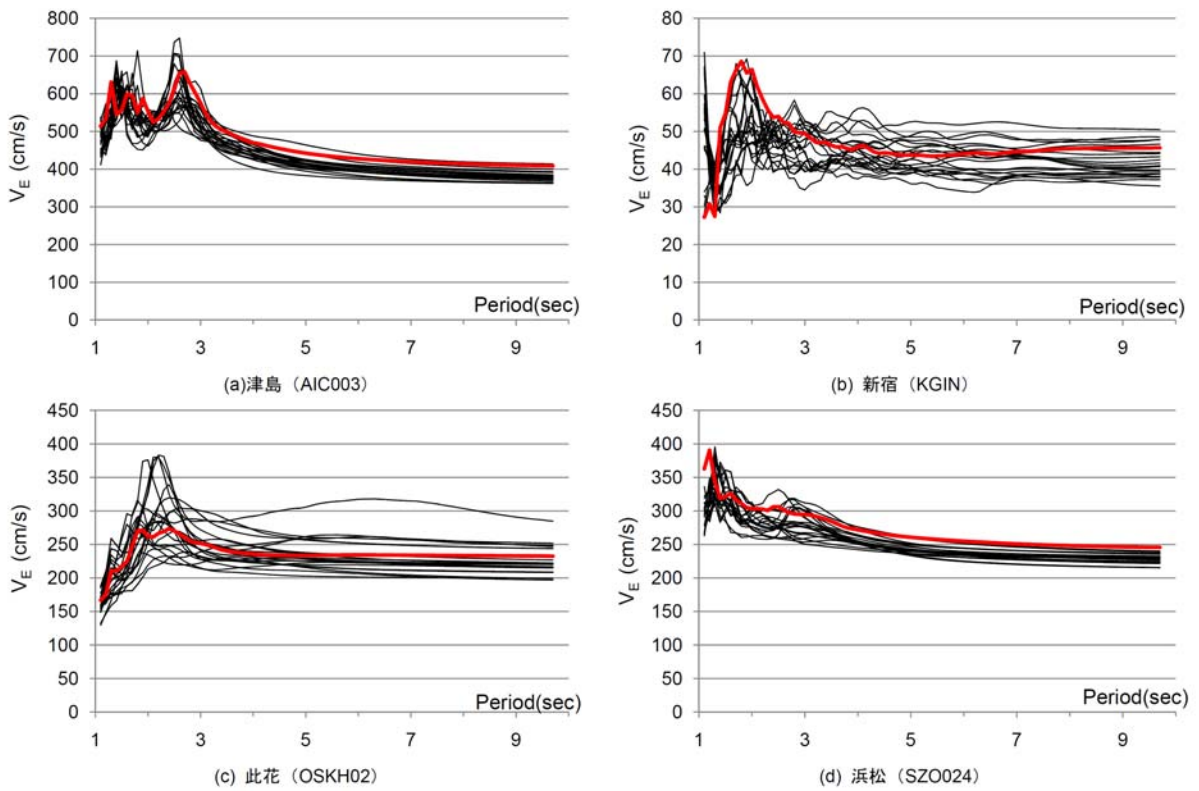 800
700
600
500
400
300
200
100
0
V_E (cm/s)
Period(sec)
1 3 5 7 9
(a)津島（AIC003）
80
70
60
50
40
30
20
10
0
V_E (cm/s)
Period(sec)
1 3 5 7 9
(b) 新宿（KGIN）
450
400
350
300
250
200
150
100
50
0
V_E (cm/s)
Period(sec)
1 3 5 7 9
(c) 此花（OSKH02）
450
400
350
300
250
200
150
100
50
0
V_E (cm/s)
Period(sec)
1 3 5 7 9
(d) 浜松（SZO024）